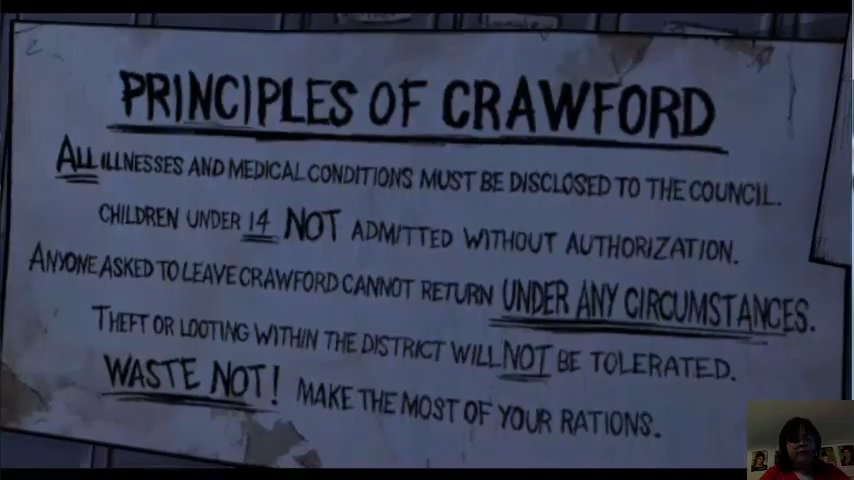 PRINCIPLES OF CRAWFORD
ALL ILLNESSES AND MEDICAL CONDITIONS MUST BE DISCLOSED TO THE COUNCIL.
CHILDREN UNDER 14 NOT ADMITTED WITHOUT AUTHORIZATION.
ANYONE ASKED TO LEAVE CRAWFORD CANNOT RETURN UNDER ANY CIRCUMSTANCES.
THEFT OR LOOTING WITHIN THE DISTRICT WILL NOT BE TOLERATED.
WASTE NOT! MAKE THE MOST OF YOUR RATIONS.